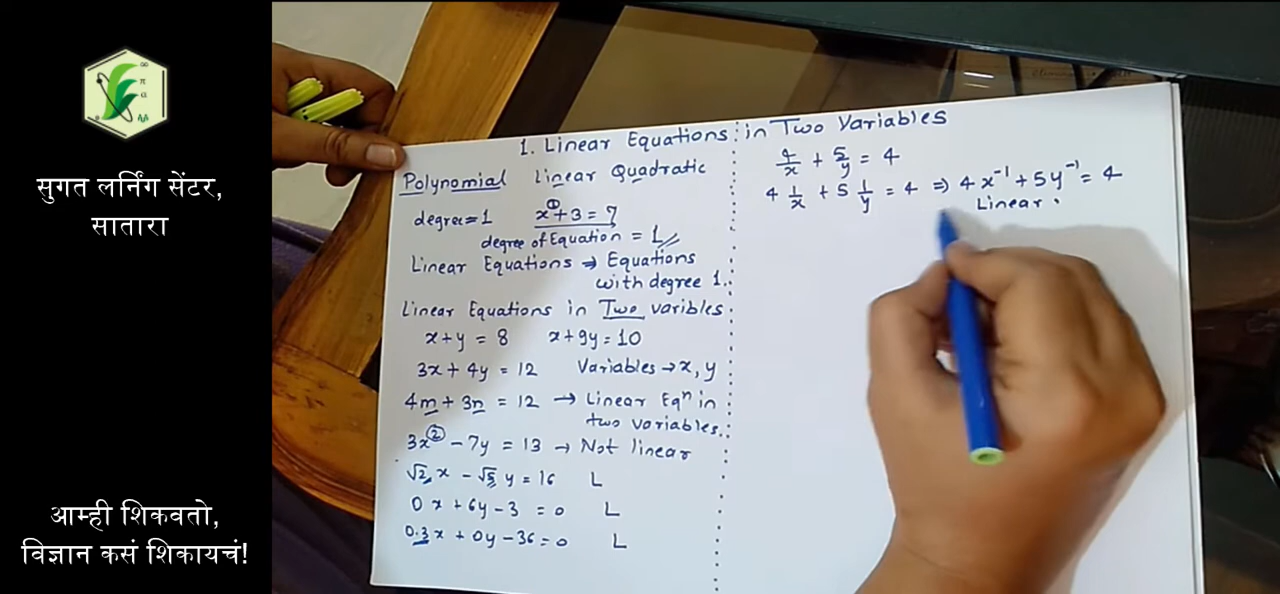 सुगत लर्निंग सेंटर,
सातारा
आम्ही शिकवतो,
विज्ञान कसं शिकायचं!
1. Linear Equations in Two Variables
Polynomial Linear Quadratic
degree=1 x¹+3=7
degree of Equation = 1
Linear Equations → Equations
with degree 1.
Linear Equations in Two varibles
x+y = 8 x+9y=10
3x+4y=12 Variables→x, y
4m+3n=12 → Linear Eqⁿ in
two variables.
3x²-7y=13 → Not linear
√2 x - √5 y=16 L
0x+6y-3=0 L
0.3x+0y-36=0 L
4/x + 5/y = 4
4 1/x + 5 1/y = 4 ⇒ 4x⁻¹+5y⁻¹=4
Linear